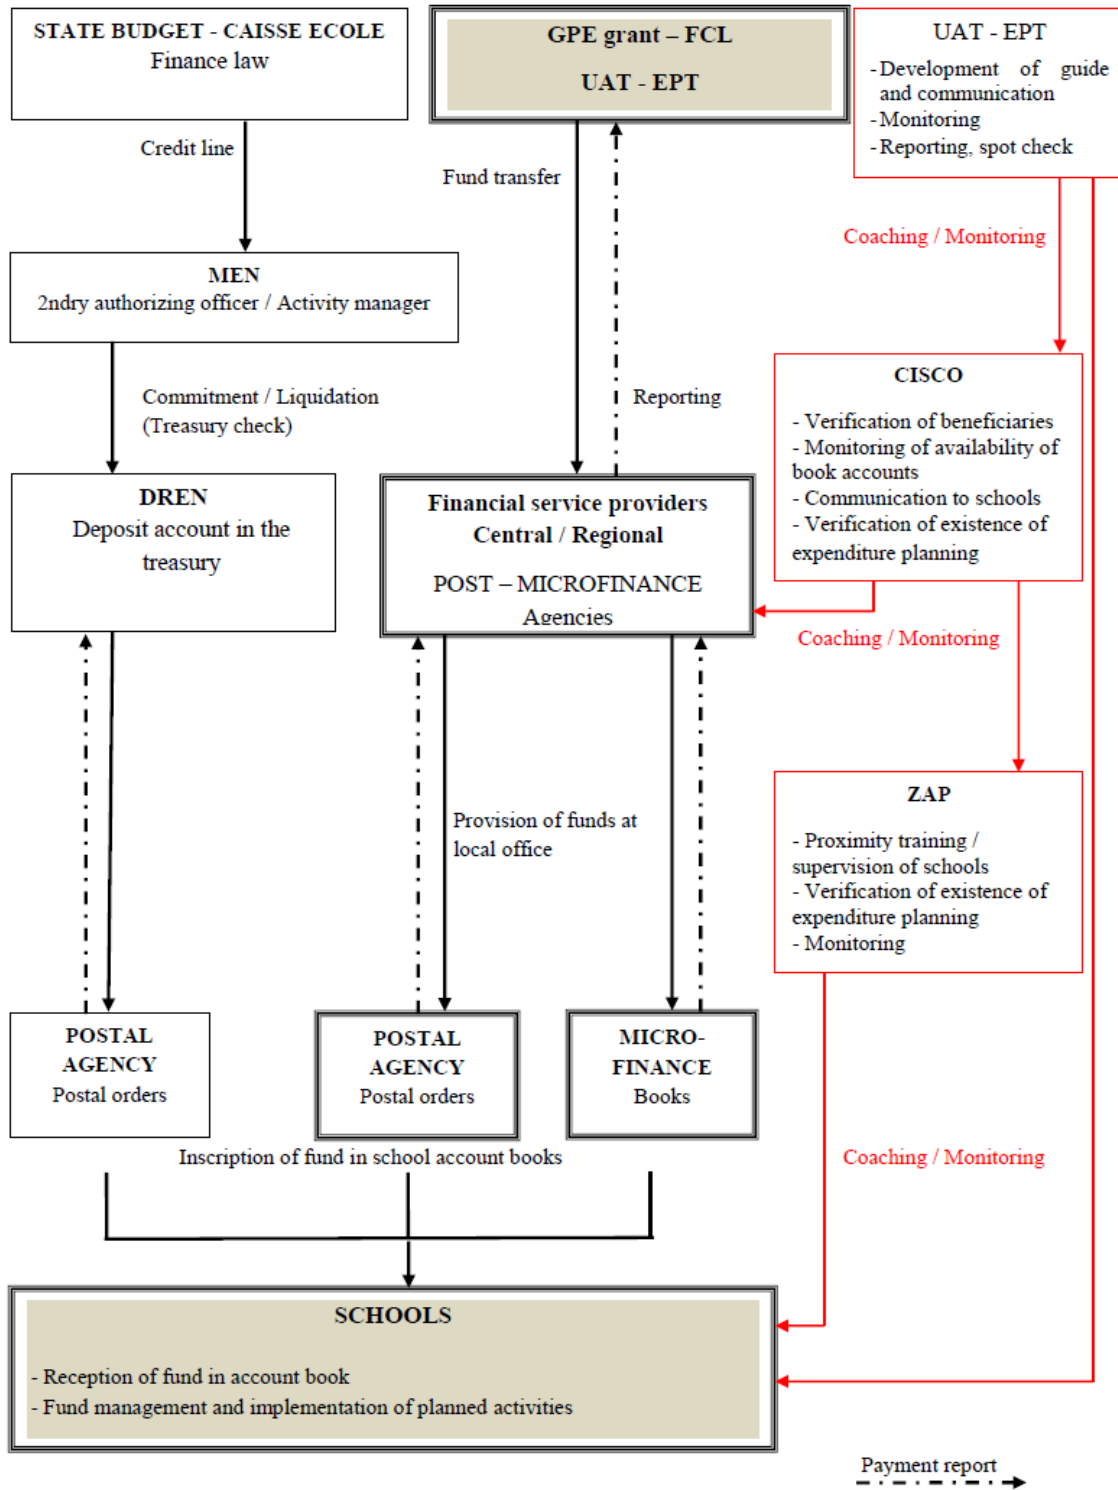 STATE BUDGET - CAISSE ECOLE
Finance law
GPE grant – FCL
UAT - EPT
UAT - EPT
- Development of guide
and communication
- Monitoring
- Reporting, spot check
Credit line
Fund transfer
Coaching / Monitoring
MEN
2ndry authorizing officer / Activity manager
Commitment / Liquidation
(Treasury check)
Reporting
CISCO
- Verification of beneficiaries
- Monitoring of availability of
book accounts
- Communication to schools
- Verification of existence of
expenditure planning
DREN
Deposit account in the
treasury
Financial service providers
Central / Regional
POST – MICROFINANCE
Agencies
Coaching / Monitoring
ZAP
- Proximity training /
supervision of schools
- Verification of existence of
expenditure planning
- Monitoring
Provision of funds at
local office
POSTAL
AGENCY
Postal orders
POSTAL
AGENCY
Postal orders
MICRO-
FINANCE
Books
Inscription of fund in school account books
Coaching / Monitoring
SCHOOLS
- Reception of fund in account book
- Fund management and implementation of planned activities
Payment report